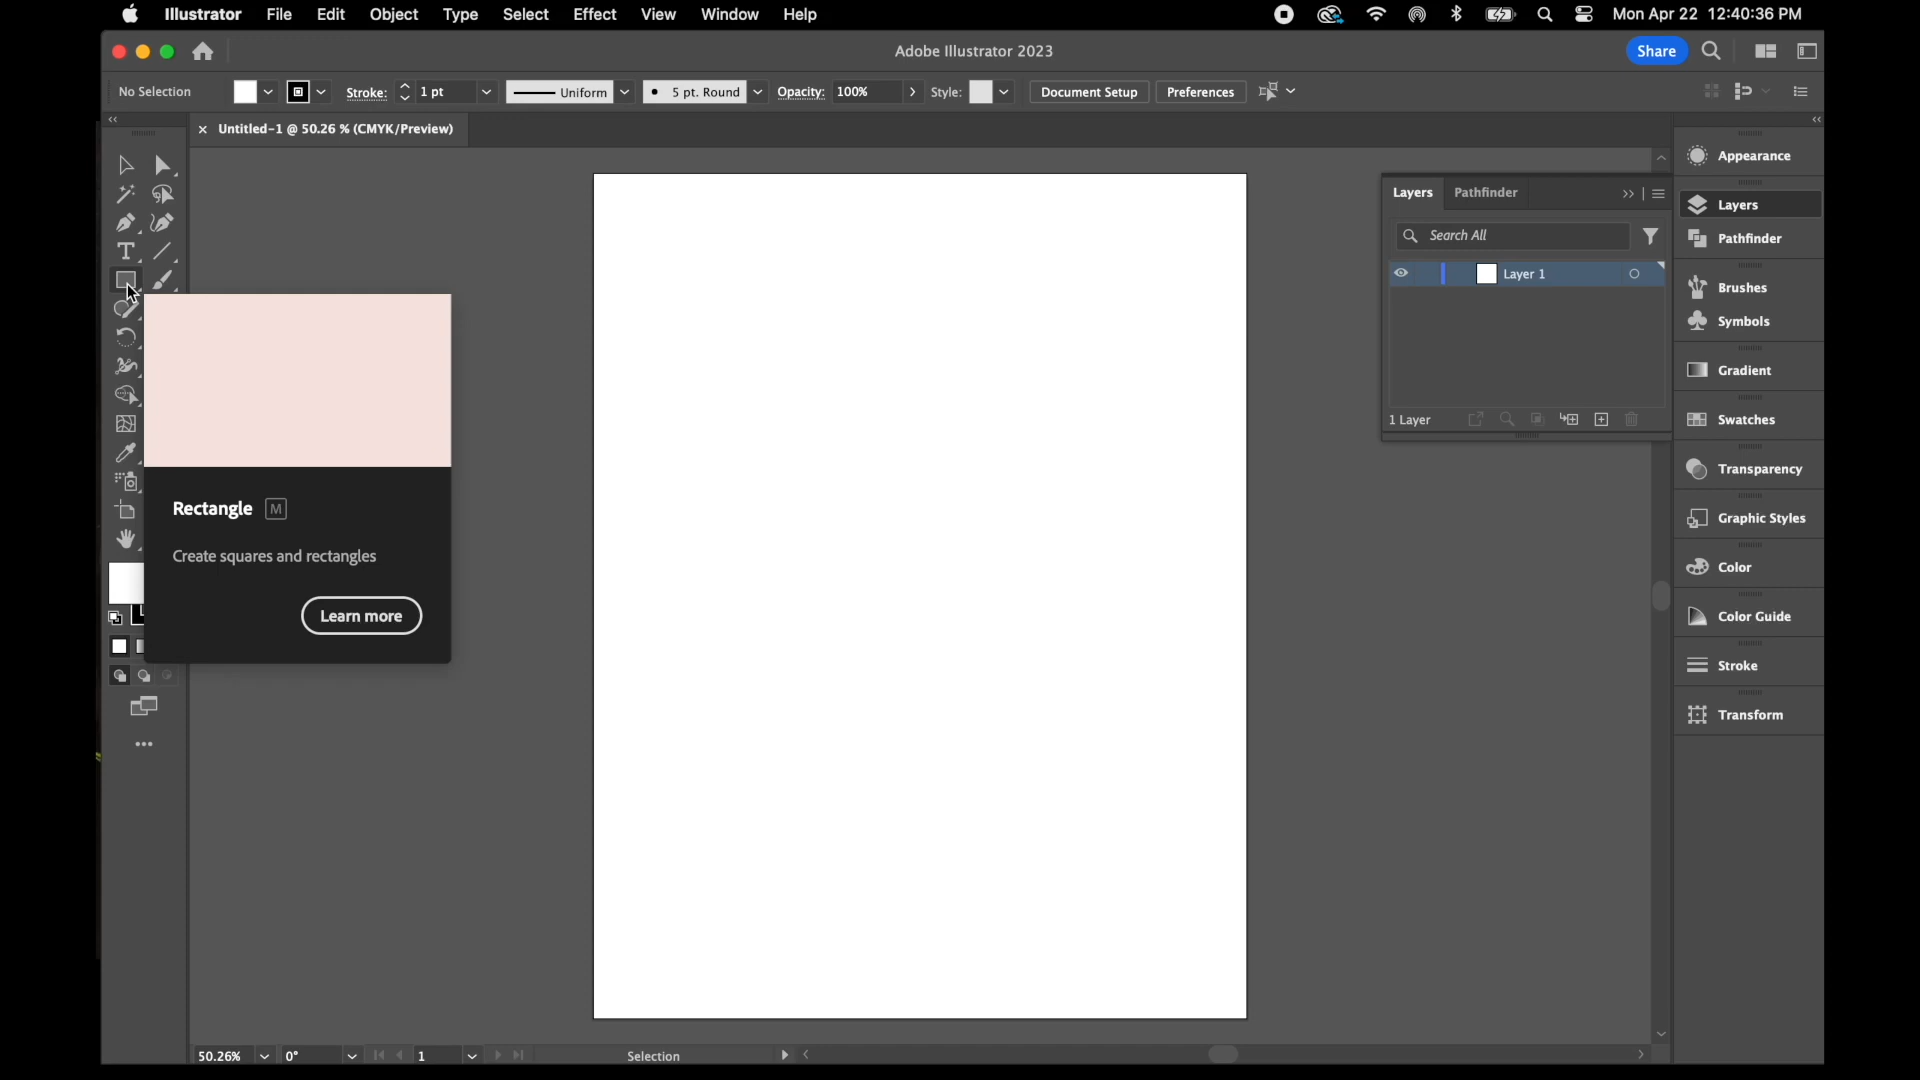 Illustrator File Edit Object Type Select Effect View Window Help
Mon Apr 22 12:40:36 PM
Adobe Illustrator 2023
Share
No Selection
Stroke: 1 pt
Uniform
5 pt. Round
Opacity: 100%
Style:
Document Setup
Preferences
Untitled-1 @ 50.26 % (CMYK/Preview)
Rectangle M
Create squares and rectangles
Learn more
Layers Pathfinder
Search All
Layer 1
1 Layer
Appearance
Layers
Pathfinder
Brushes
Symbols
Gradient
Swatches
Transparency
Graphic Styles
Color
Color Guide
Stroke
Transform
50.26% 0° 1 Selection